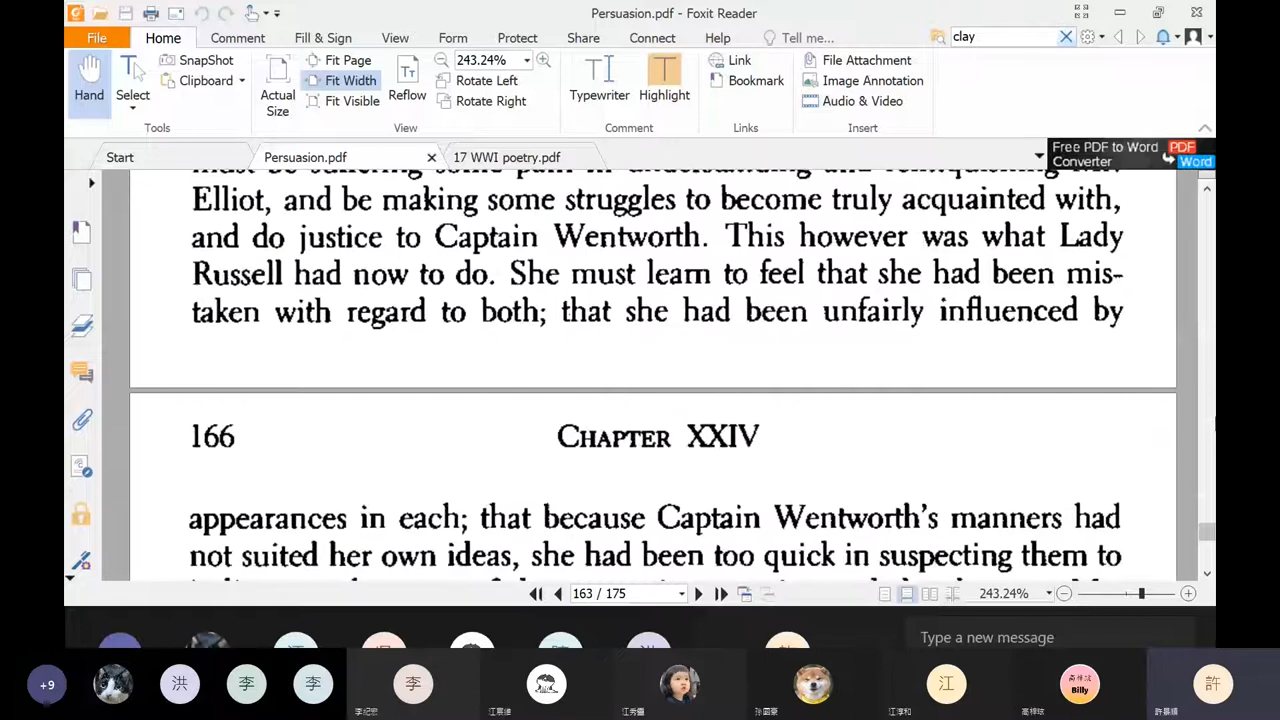 Persuasion.pdf - Foxit Reader
File Home Comment Fill & Sign View Form Protect Share Connect Help Tell me... clay
Hand
Select
SnapShot
Clipboard
Actual Size
Fit Page
Fit Width
Fit Visible
Reflow
243.24%
Rotate Left
Rotate Right
Typewriter
Highlight
Link
Bookmark
File Attachment
Image Annotation
Audio & Video
Tools View Comment Links Insert
Start Persuasion.pdf 17 WWI poetry.pdf
Free PDF to Word PDF
Converter Word
Elliot, and be making some struggles to become truly acquainted with,
and do justice to Captain Wentworth. This however was what Lady
Russell had now to do. She must learn to feel that she had been mis-
taken with regard to both; that she had been unfairly influenced by
166 CHAPTER XXIV
appearances in each; that because Captain Wentworth's manners had
not suited her own ideas, she had been too quick in suspecting them to
163 / 175 243.24%
Type a new message
+9 洪 李 李 李 江 高梓珷 Billy 許